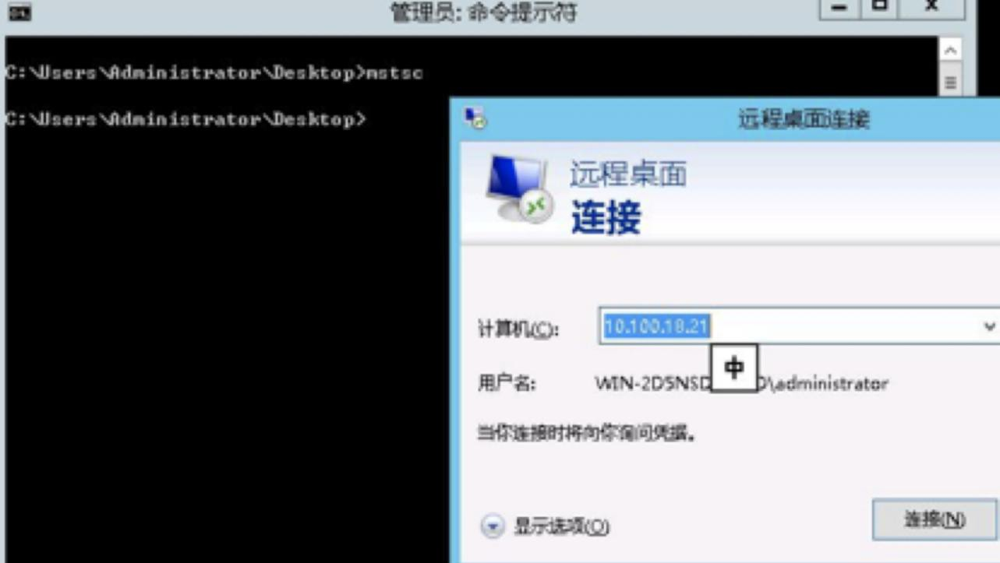 管理员: 命令提示符
C:\Users\Administrator\Desktop>mstsc
C:\Users\Administrator\Desktop>
远程桌面连接
远程桌面
连接
计算机(C):
10.100.18.21
中
用户名:
\administrator
当你连接时将向你询问凭据。
显示选项(O)
连接(N)